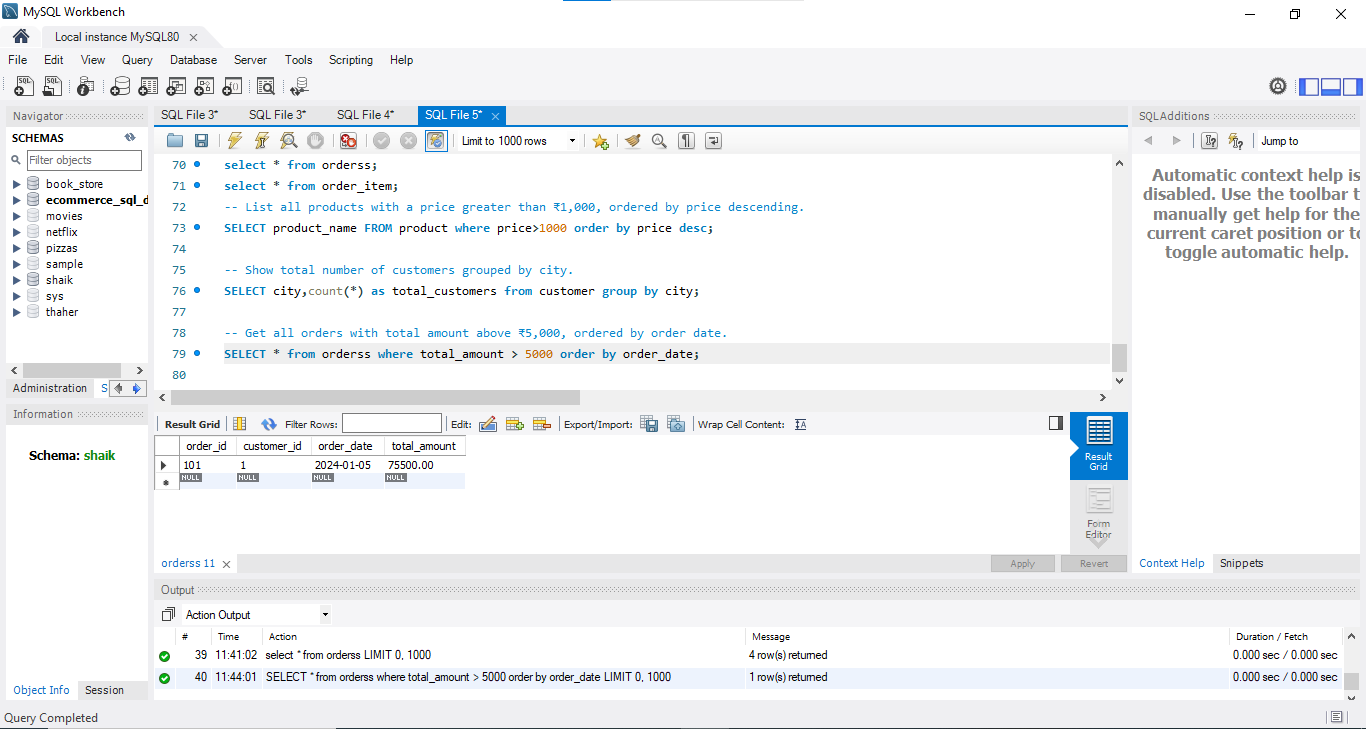 MySQL Workbench
Local instance MySQL80
File Edit View Query Database Server Tools Scripting Help
Navigator
SCHEMAS
Filter objects
book_store
ecommerce_sql_d
movies
netflix
pizzas
sample
shaik
sys
thaher
Administration S
Information
Schema: shaik
Object Info Session
SQL File 3* SQL File 3* SQL File 4* SQL File 5*
Limit to 1000 rows
70 select * from orderss;
71 select * from order_item;
72 -- List all products with a price greater than ₹1,000, ordered by price descending.
73 SELECT product_name FROM product where price>1000 order by price desc;
74
75 -- Show total number of customers grouped by city.
76 SELECT city,count(*) as total_customers from customer group by city;
77
78 -- Get all orders with total amount above ₹5,000, ordered by order date.
79 SELECT * from orderss where total_amount > 5000 order by order_date;
80
Result Grid Filter Rows: Edit: Export/Import: Wrap Cell Content:
order_id customer_id order_date total_amount
101 1 2024-01-05 75500.00
NULL NULL NULL NULL
Result
Grid
Form
Editor
orderss 11
Apply Revert
SQLAdditions
Jump to
Automatic context help is
disabled. Use the toolbar t
manually get help for the
current caret position or to
toggle automatic help.
Context Help Snippets
Output
Action Output
# Time Action Message Duration / Fetch
39 11:41:02 select * from orderss LIMIT 0, 1000 4 row(s) returned 0.000 sec / 0.000 sec
40 11:44:01 SELECT * from orderss where total_amount > 5000 order by order_date LIMIT 0, 1000 1 row(s) returned 0.000 sec / 0.000 sec
Query Completed